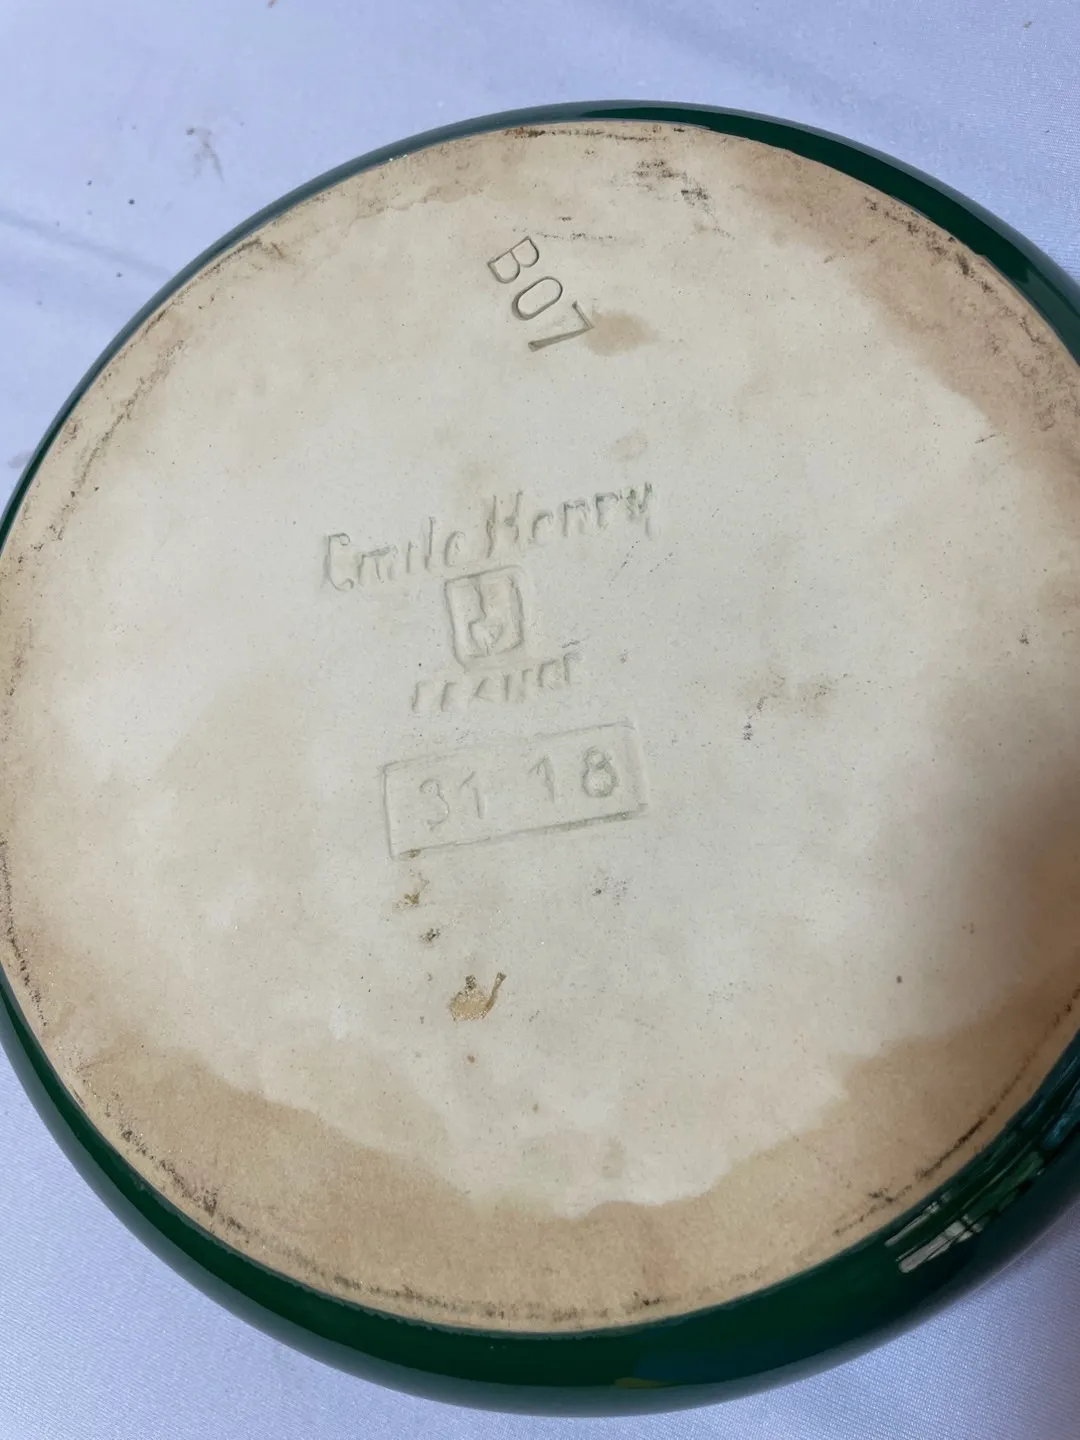 B07
Emile Henry
FRANCE
31 18